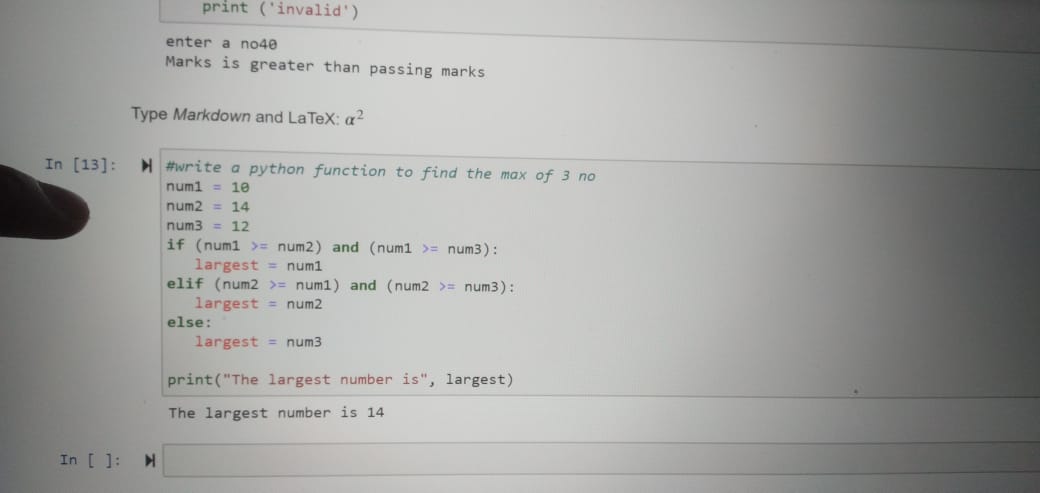 print ('invalid')
enter a no40
Marks is greater than passing marks
Type Markdown and LaTeX: α²
In [13]:
#write a python function to find the max of 3 no
num1 = 10
num2 = 14
num3 = 12
if (num1 >= num2) and (num1 >= num3):
   largest = num1
elif (num2 >= num1) and (num2 >= num3):
   largest = num2
else:
   largest = num3

print("The largest number is", largest)
The largest number is 14
In [ ]: